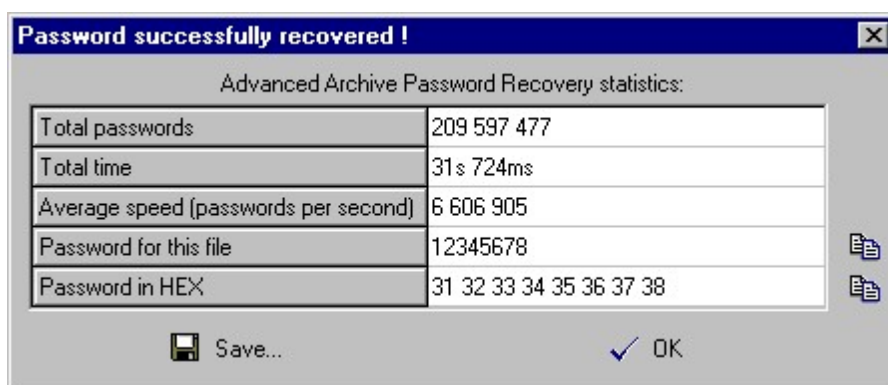 Password successfully recovered !
Advanced Archive Password Recovery statistics:
Total passwords 209 597 477
Total time 31s 724ms
Average speed (passwords per second) 6 606 905
Password for this file 12345678
Password in HEX 31 32 33 34 35 36 37 38
Save... OK